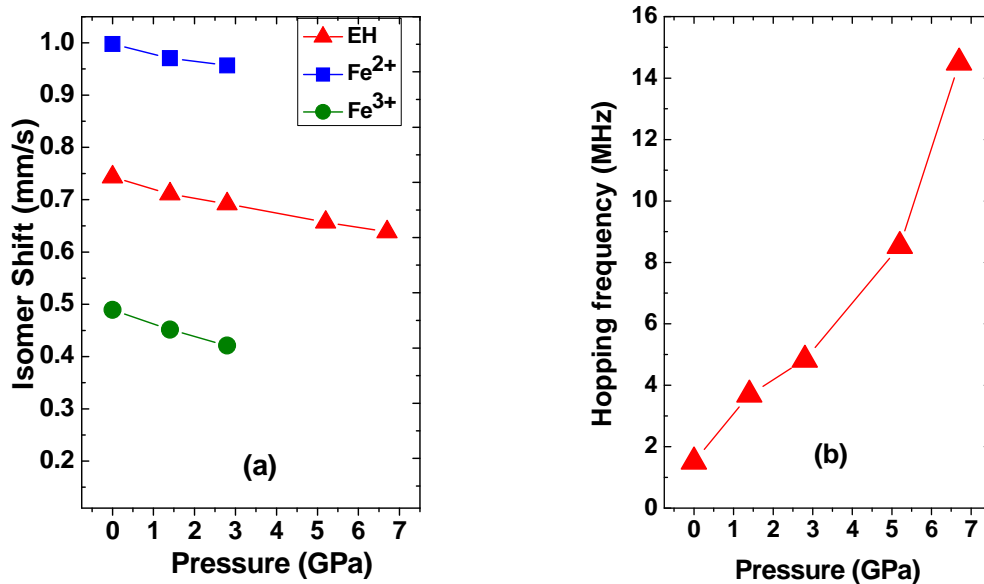 1.0
0.9
0.8
0.7
0.6
0.5
0.4
0.3
0.2
Isomer Shift (mm/s)
EH
Fe2+
Fe3+
(a)
0 1 2 3 4 5 6 7
Pressure (GPa)
16
14
12
10
8
6
4
2
0
Hopping frequency (MHz)
(b)
0 1 2 3 4 5 6 7
Pressure (GPa)